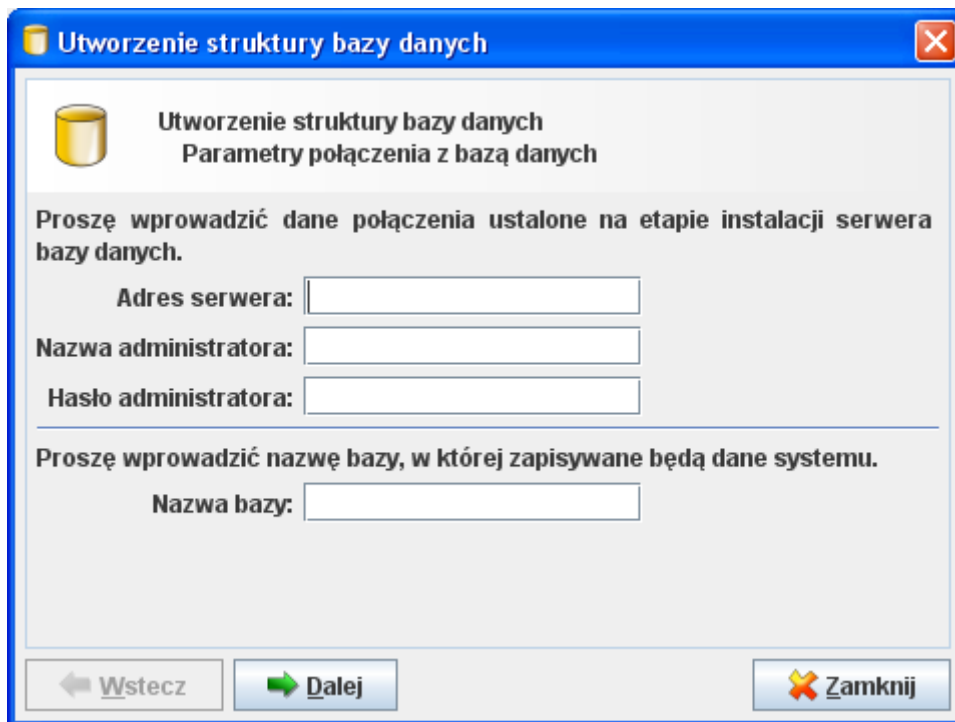 Utworzenie struktury bazy danych
Utworzenie struktury bazy danych
Parametry połączenia z bazą danych
Proszę wprowadzić dane połączenia ustalone na etapie instalacji serwera
bazy danych.
Adres serwera:
Nazwa administratora:
Hasło administratora:
Proszę wprowadzić nazwę bazy, w której zapisywane będą dane systemu.
Nazwa bazy:
Wstecz Dalej Zamknij